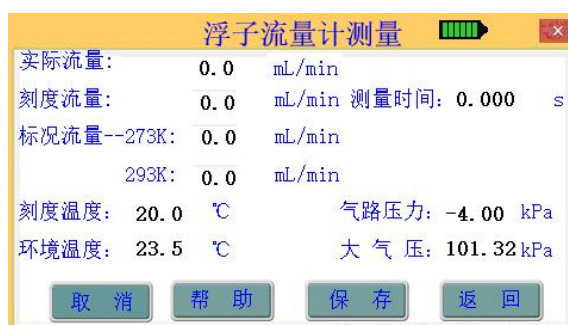 浮子流量计测量
实际流量: 0.0 mL/min
刻度流量: 0.0 mL/min 测量时间: 0.000 s
标况流量--273K: 0.0 mL/min
293K: 0.0 mL/min
刻度温度: 20.0 ℃ 气路压力: -4.00 kPa
环境温度: 23.5 ℃ 大气压: 101.32 kPa
取消 帮助 保存 返回